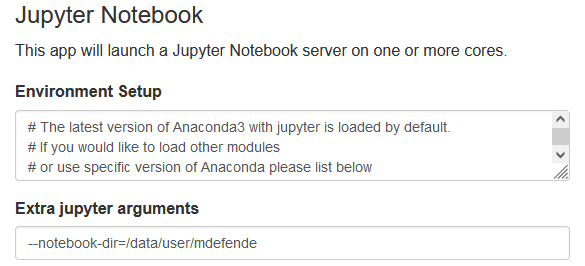 Jupyter Notebook
This app will launch a Jupyter Notebook server on one or more cores.
Environment Setup
# The latest version of Anaconda3 with jupyter is loaded by default.
# If you would like to load other modules
# or use specific version of Anaconda please list below
Extra jupyter arguments
--notebook-dir=/data/user/mdefende